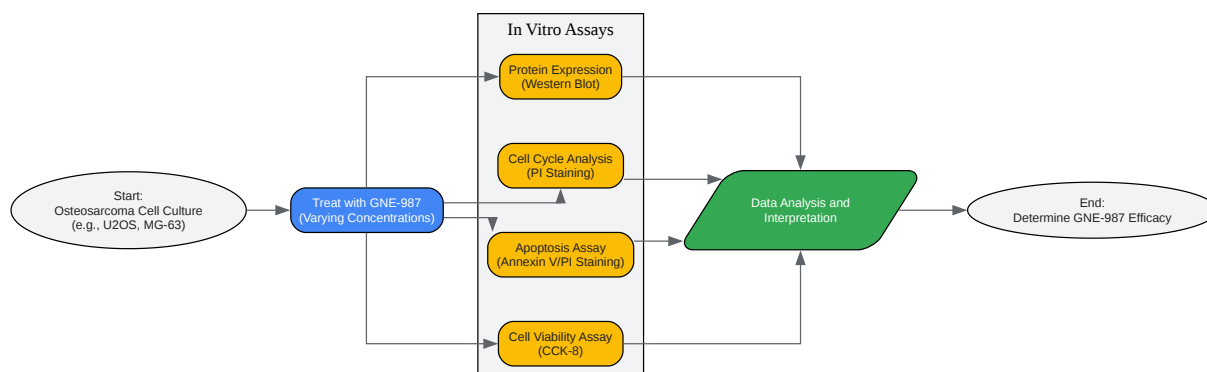 In Vitro Assays
Protein Expression
(Western Blot)
Cell Cycle Analysis
(PI Staining)
Start:
Osteosarcoma Cell Culture
(e.g., U2OS, MG-63)
Treat with GNE-987
(Varying Concentrations)
Data Analysis and
Interpretation
End:
Determine GNE-987 Efficacy
Apoptosis Assay
(Annexin V/PI Staining)
Cell Viability Assay
(CCK-8)